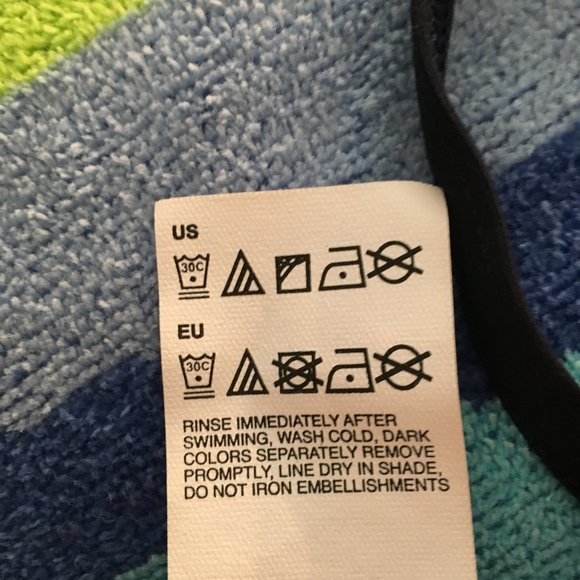 US
30C
EU
30C
RINSE IMMEDIATELY AFTER
SWIMMING, WASH COLD, DARK
COLORS SEPARATELY REMOVE
PROMPTLY, LINE DRY IN SHADE,
DO NOT IRON EMBELLISHMENTS